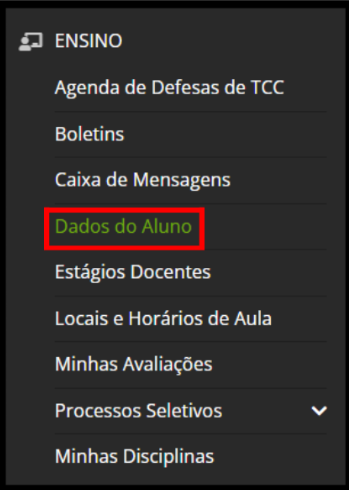 ENSINO
Agenda de Defesas de TCC
Boletins
Caixa de Mensagens
Dados do Aluno
Estágios Docentes
Locais e Horários de Aula
Minhas Avaliações
Processos Seletivos
Minhas Disciplinas